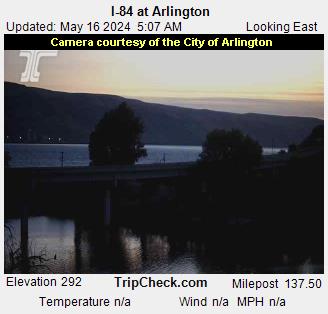 I-84 at Arlington
Updated: May 16 2024 5:07 AM Looking East
Camera courtesy of the City of Arlington
Elevation 292 TripCheck.com Milepost 137.50
Temperature n/a Wind n/a MPH n/a